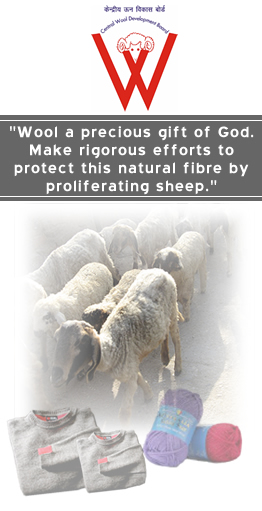 केन्द्रीय ऊन विकास बोर्ड
Central Wool Development Board
"Wool a precious gift of God.
Make rigorous efforts to
protect this natural fibre by
proliferating sheep."